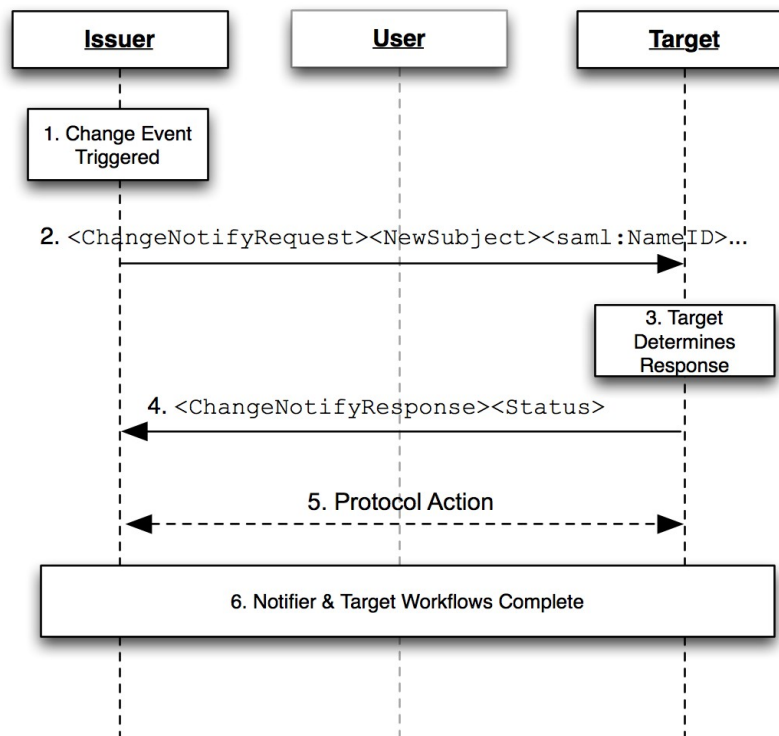 Issuer
User
Target
1. Change Event
Triggered
2. <ChangeNotifyRequest><NewSubject><saml:NameID>...
3. Target
Determines
Response
4. <ChangeNotifyResponse><Status>
5. Protocol Action
6. Notifier & Target Workflows Complete